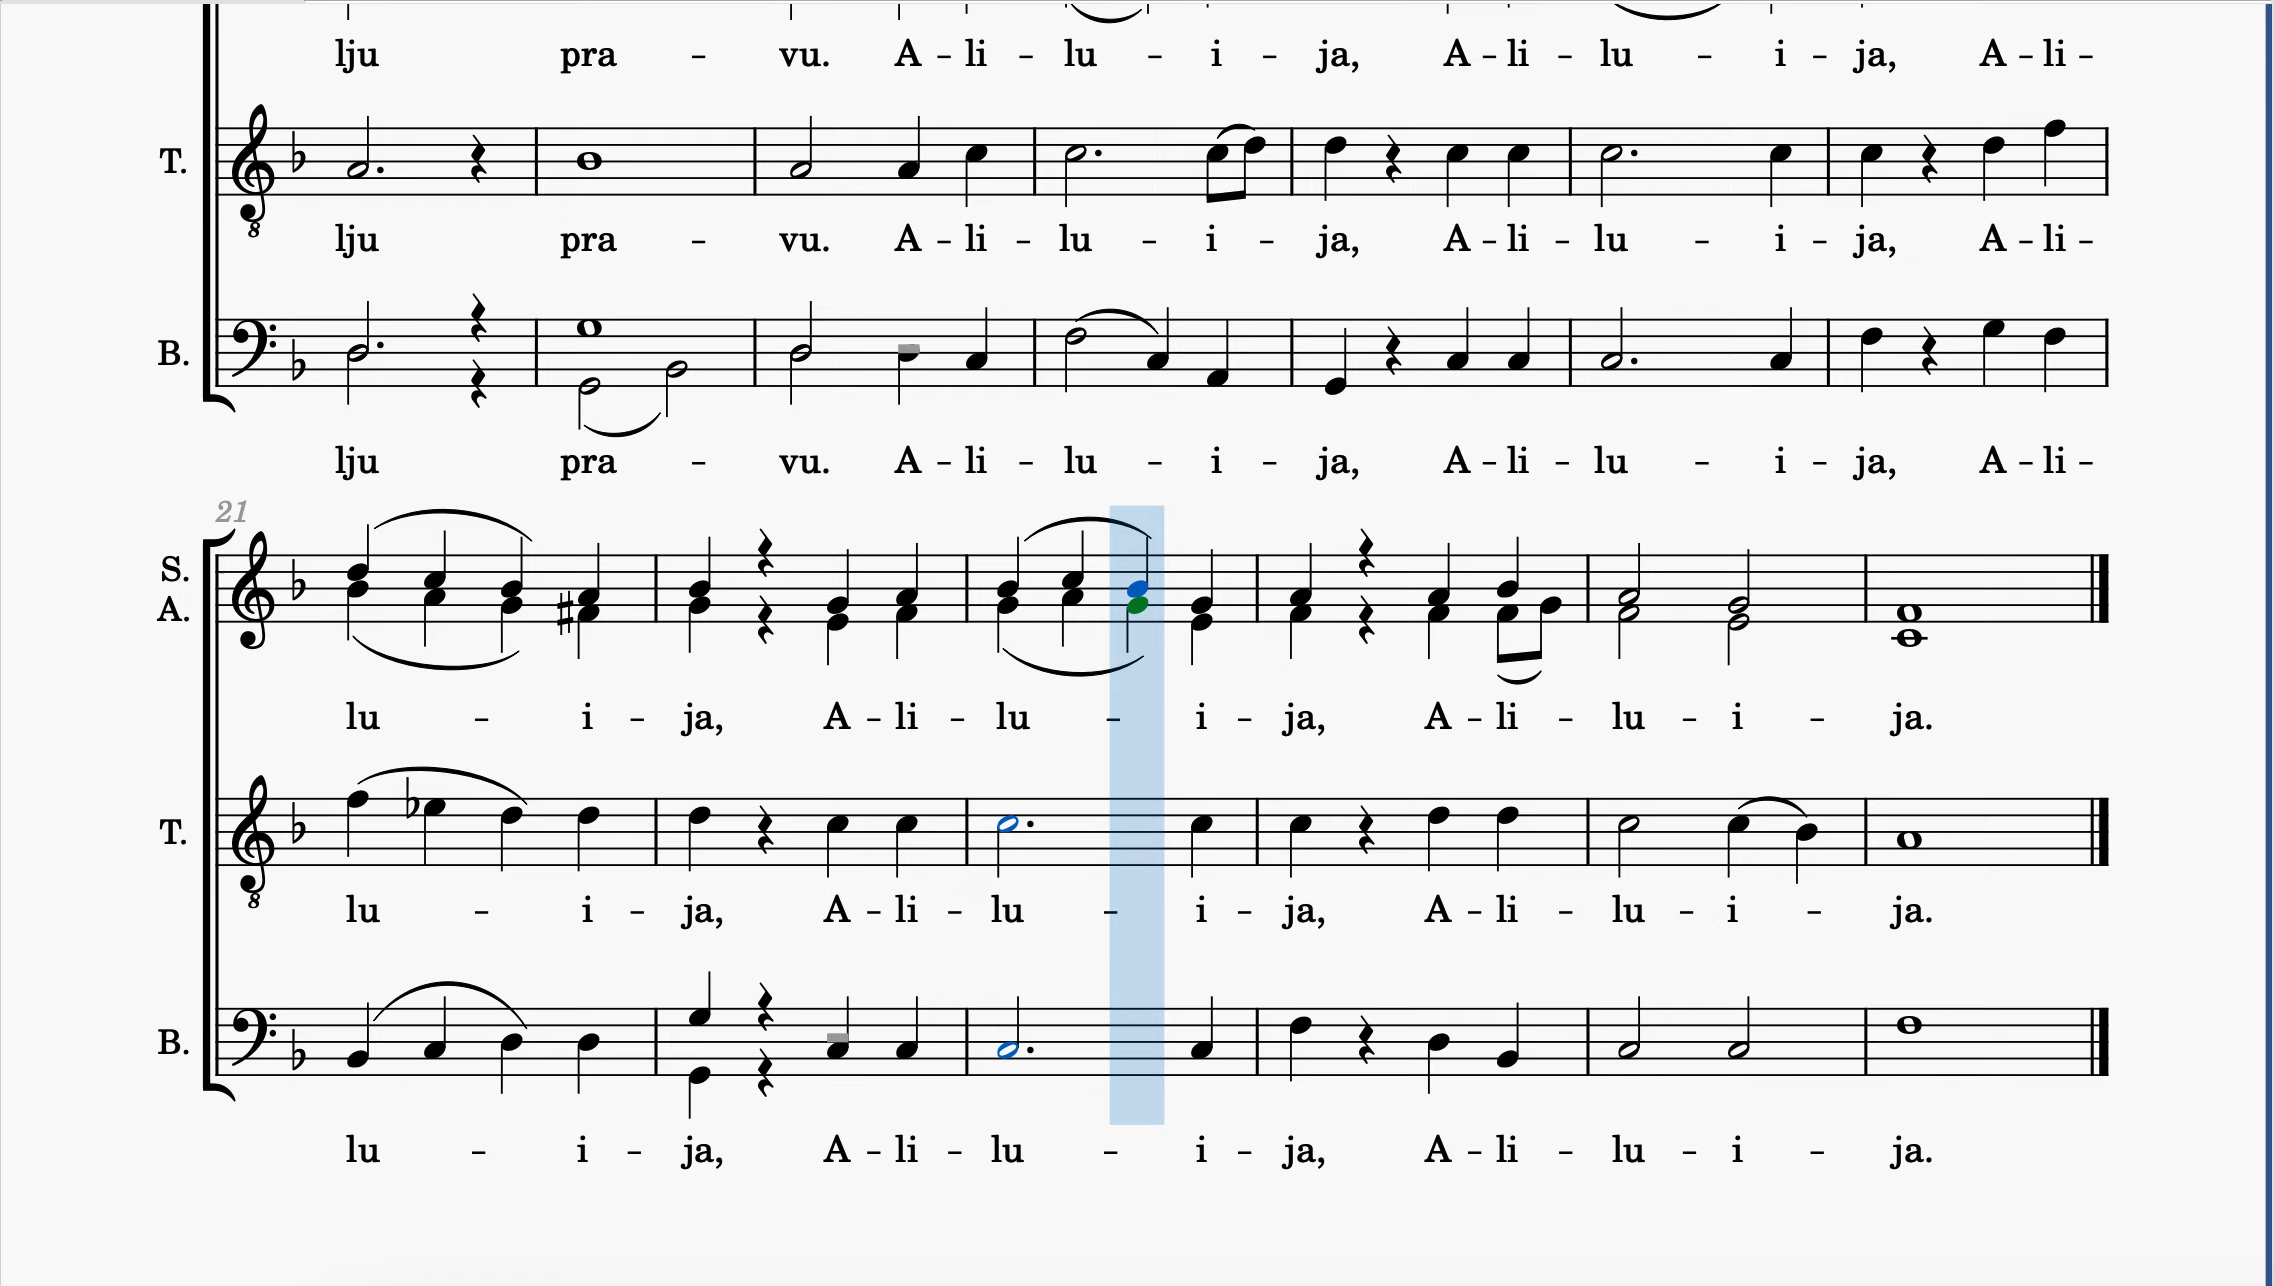 lju pra - vu. A - li - lu - i - ja, A - li - lu - i - ja, A - li -
T.
8
lju pra - vu. A - li - lu - i - ja, A - li - lu - i - ja, A - li -
B.
lju pra - vu. A - li - lu - i - ja, A - li - lu - i - ja, A - li -
21
S.
A.
lu - i - ja, A - li - lu - i - ja, A - li - lu - i - ja.
T.
8
lu - i - ja, A - li - lu - i - ja, A - li - lu - i - ja.
B.
lu - i - ja, A - li - lu - i - ja, A - li - lu - i - ja.